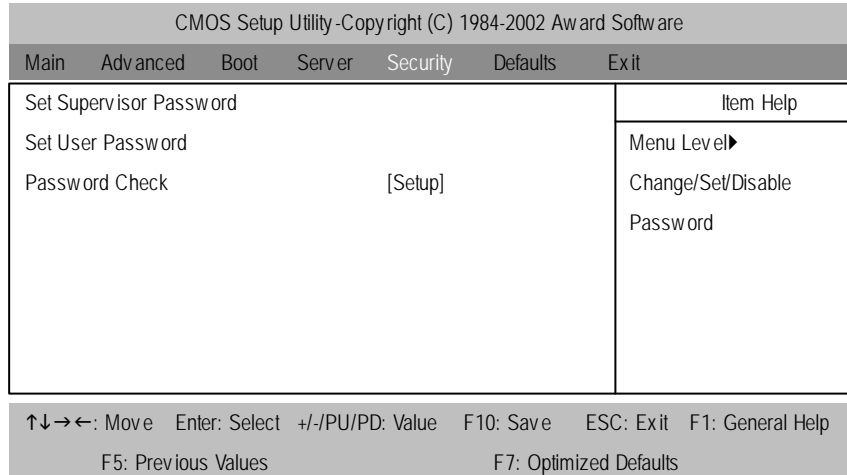 CMOS Setup Utility-Copyright (C) 1984-2002 Award Software
Main Advanced Boot Server Security Defaults Exit
Set Supervisor Password
Set User Password
Password Check [Setup]
Item Help
Menu Level▶
Change/Set/Disable
Password
↑↓→←: Move Enter: Select +/-/PU/PD: Value F10: Save ESC: Exit F1: General Help
F5: Previous Values F7: Optimized Defaults